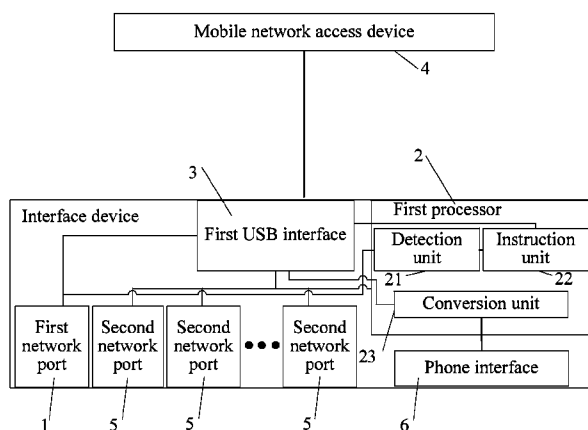 Mobile network access device
4
2
3
Interface device
First processor
First USB interface
Detection
unit
Instruction
unit
21
22
Conversion unit
23
First
network
port
Second
network port
Second
network port
Second
network port
Phone interface
1
5
5
5
6